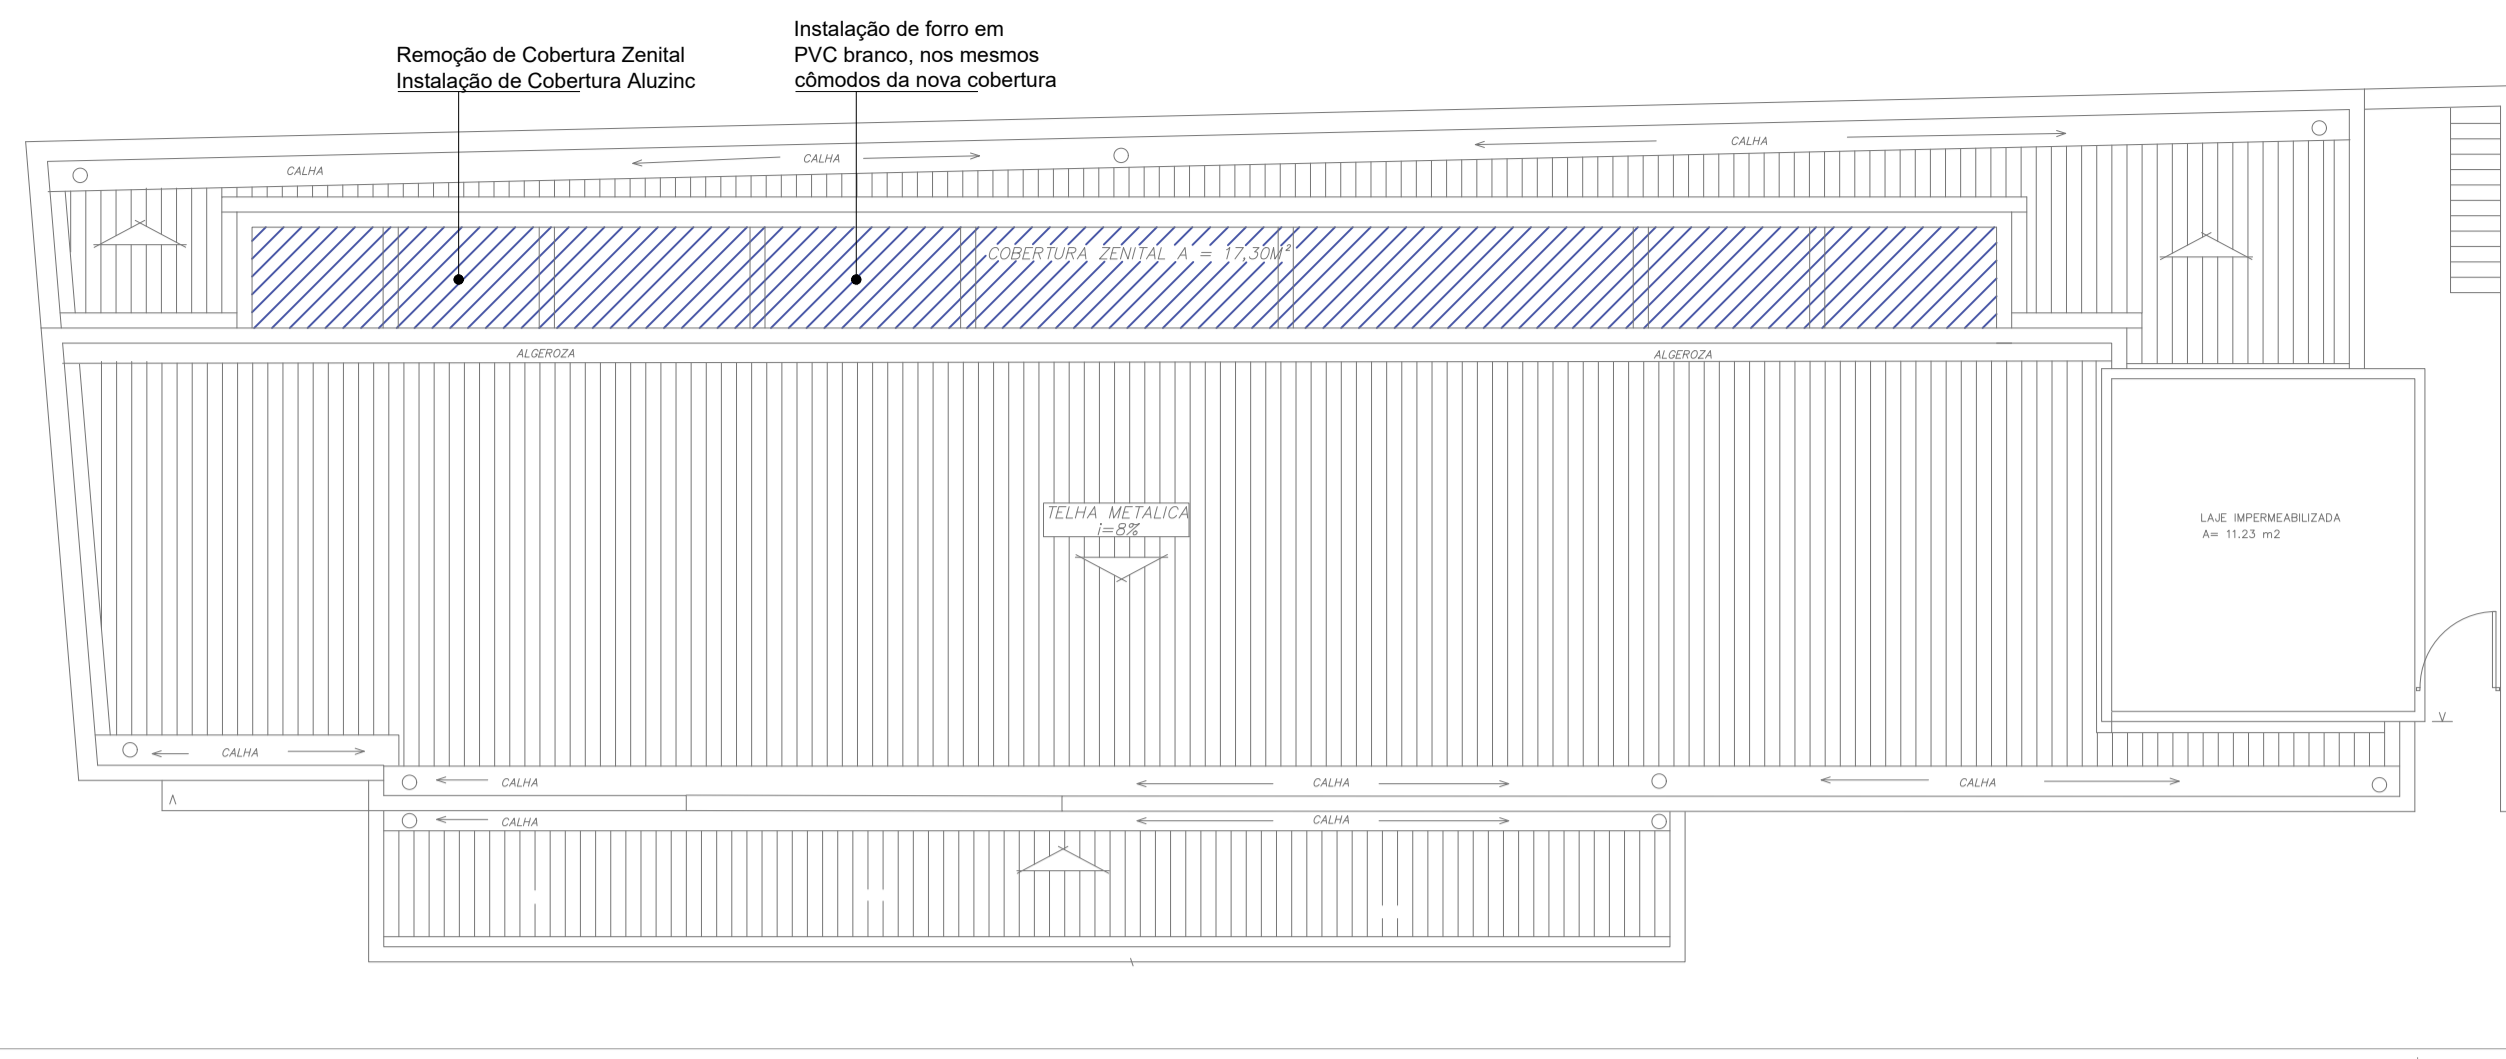 Instalação de forro em
PVC branco, nos mesmos
cômodos da nova cobertura
Remoção de Cobertura Zenital
Instalação de Cobertura Aluzinc
CALHA
CALHA
CALHA
COBERTURA ZENITAL A = 17,30M²
ALGEROZA
ALGEROZA
TELHA METALICA
i=8%
LAJE IMPERMEABILIZADA
A= 11.23 m2
CALHA
CALHA
CALHA
CALHA
CALHA
CALHA